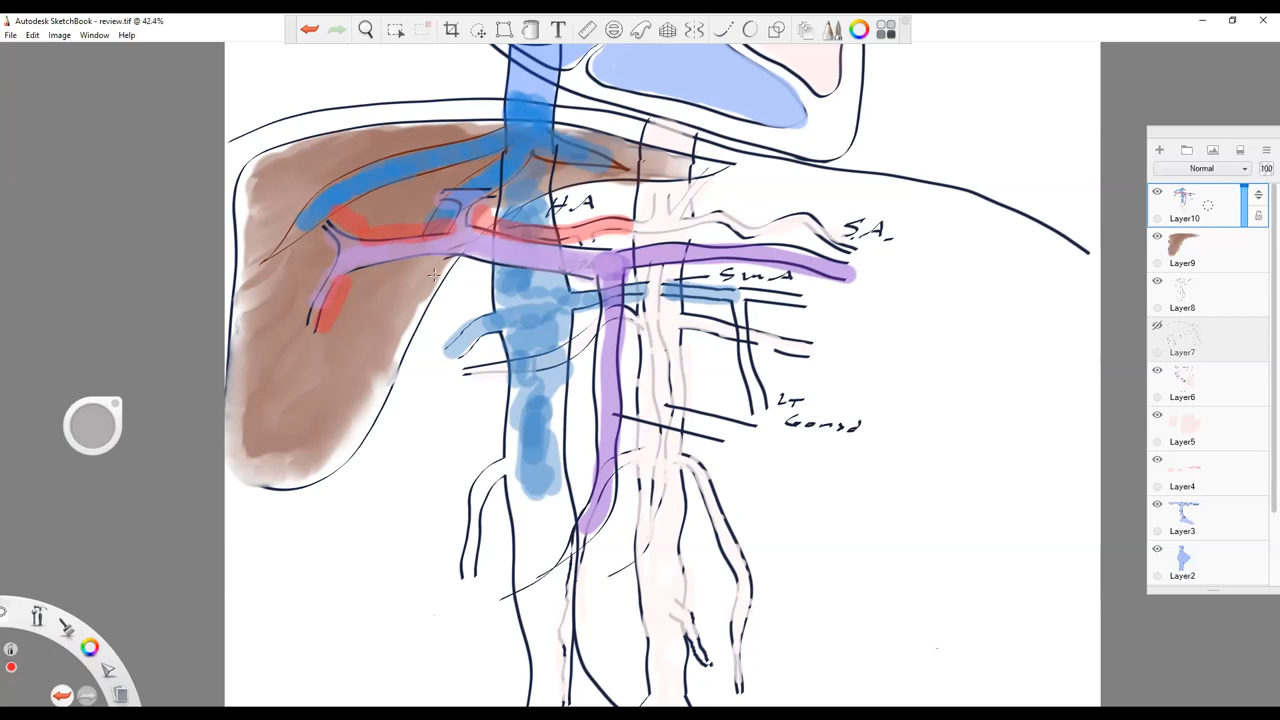 Autodesk SketchBook - review.tif @ 42.4%
File Edit Image Window Help
T
Normal 100
Layer10
Layer9
Layer8
Layer7
Layer6
Layer5
Layer4
Layer3
Layer2
HA
S.A.
SMA
LT
Gonad